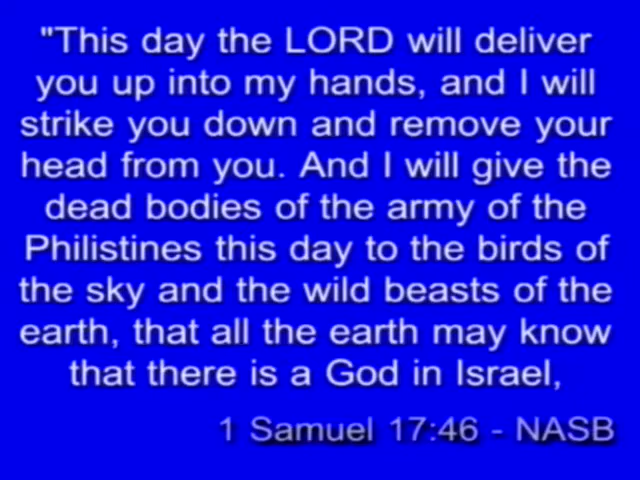 "This day the LORD will deliver
you up into my hands, and I will
strike you down and remove your
head from you. And I will give the
dead bodies of the army of the
Philistines this day to the birds of
the sky and the wild beasts of the
earth, that all the earth may know
that there is a God in Israel,
1 Samuel 17:46 - NASB